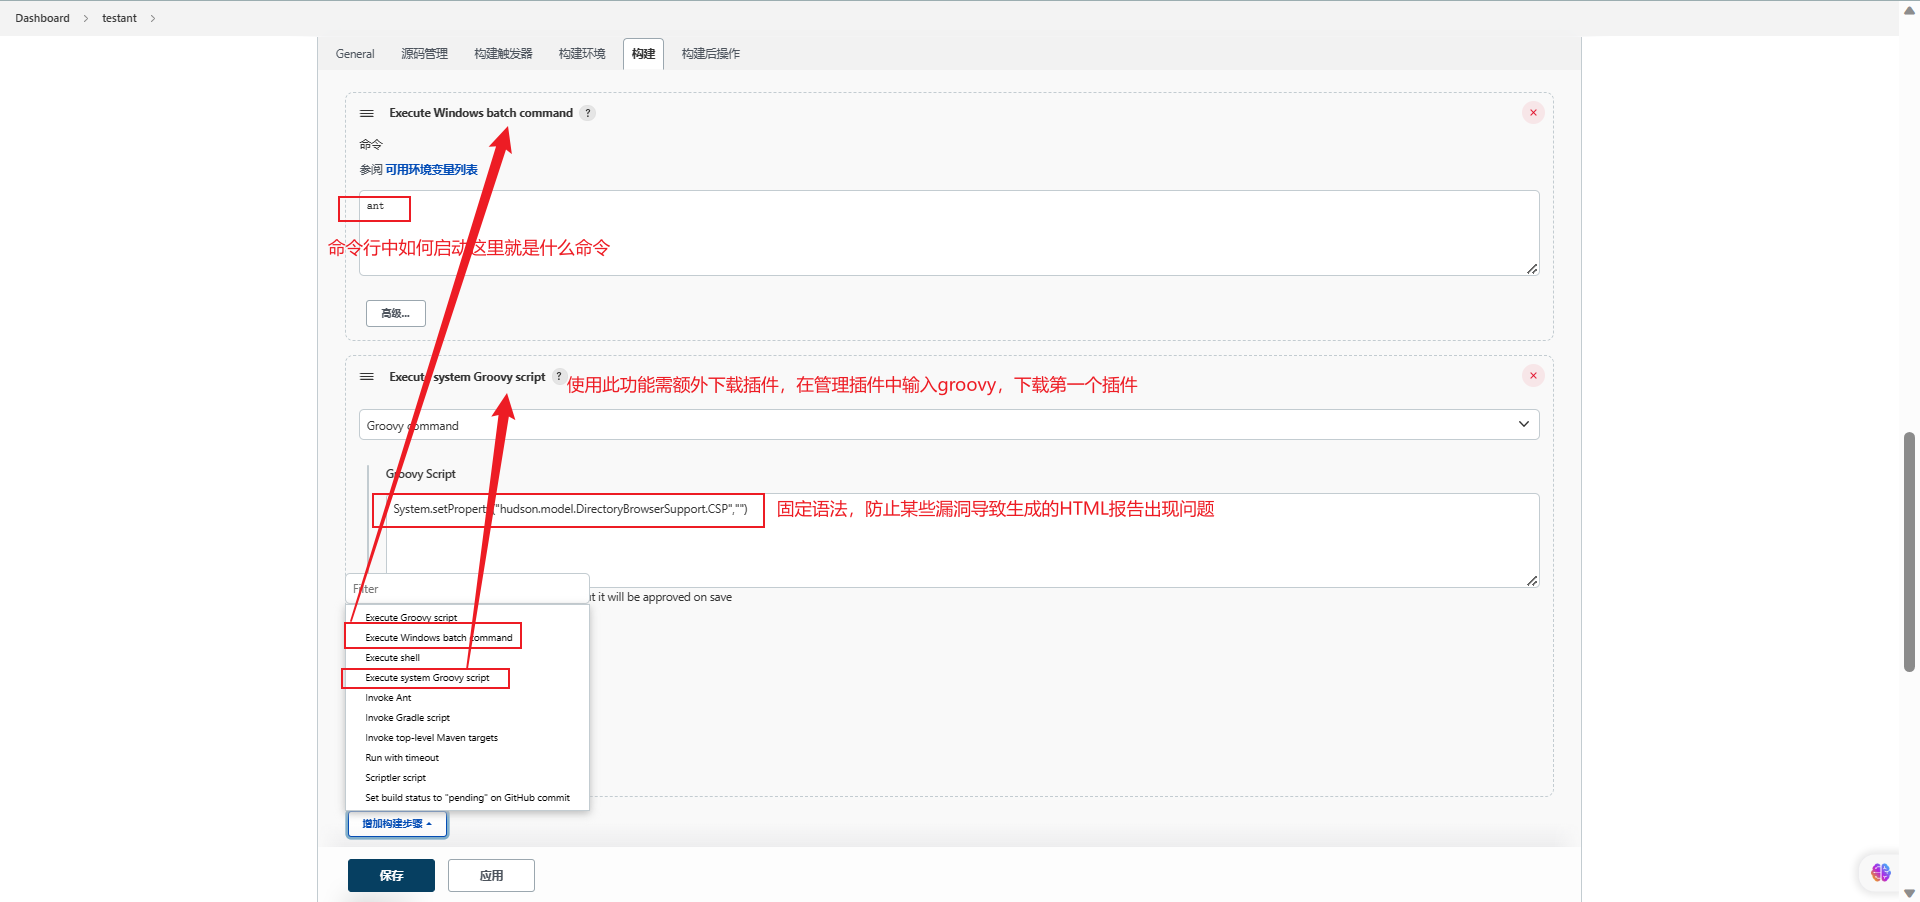 Dashboard
testant
General
源码管理
构建触发器
构建环境
构建
构建后操作
Execute Windows batch command ?
命令
参阅 可用环境变量列表
ant
命令行中如何启动这里就是什么命令
高级...
Execute system Groovy script ?
使用此功能需额外下载插件，在管理插件中输入groovy，下载第一个插件
Groovy command
Groovy Script
System.setProperty("hudson.model.DirectoryBrowserSupport.CSP","")
固定语法，防止某些漏洞导致生成的HTML报告出现问题
Filter
it will be approved on save
Execute Groovy script
Execute Windows batch command
Execute shell
Execute system Groovy script
Invoke Ant
Invoke Gradle script
Invoke top-level Maven targets
Run with timeout
Scriptler script
Set build status to "pending" on GitHub commit
增加构建步骤
保存
应用